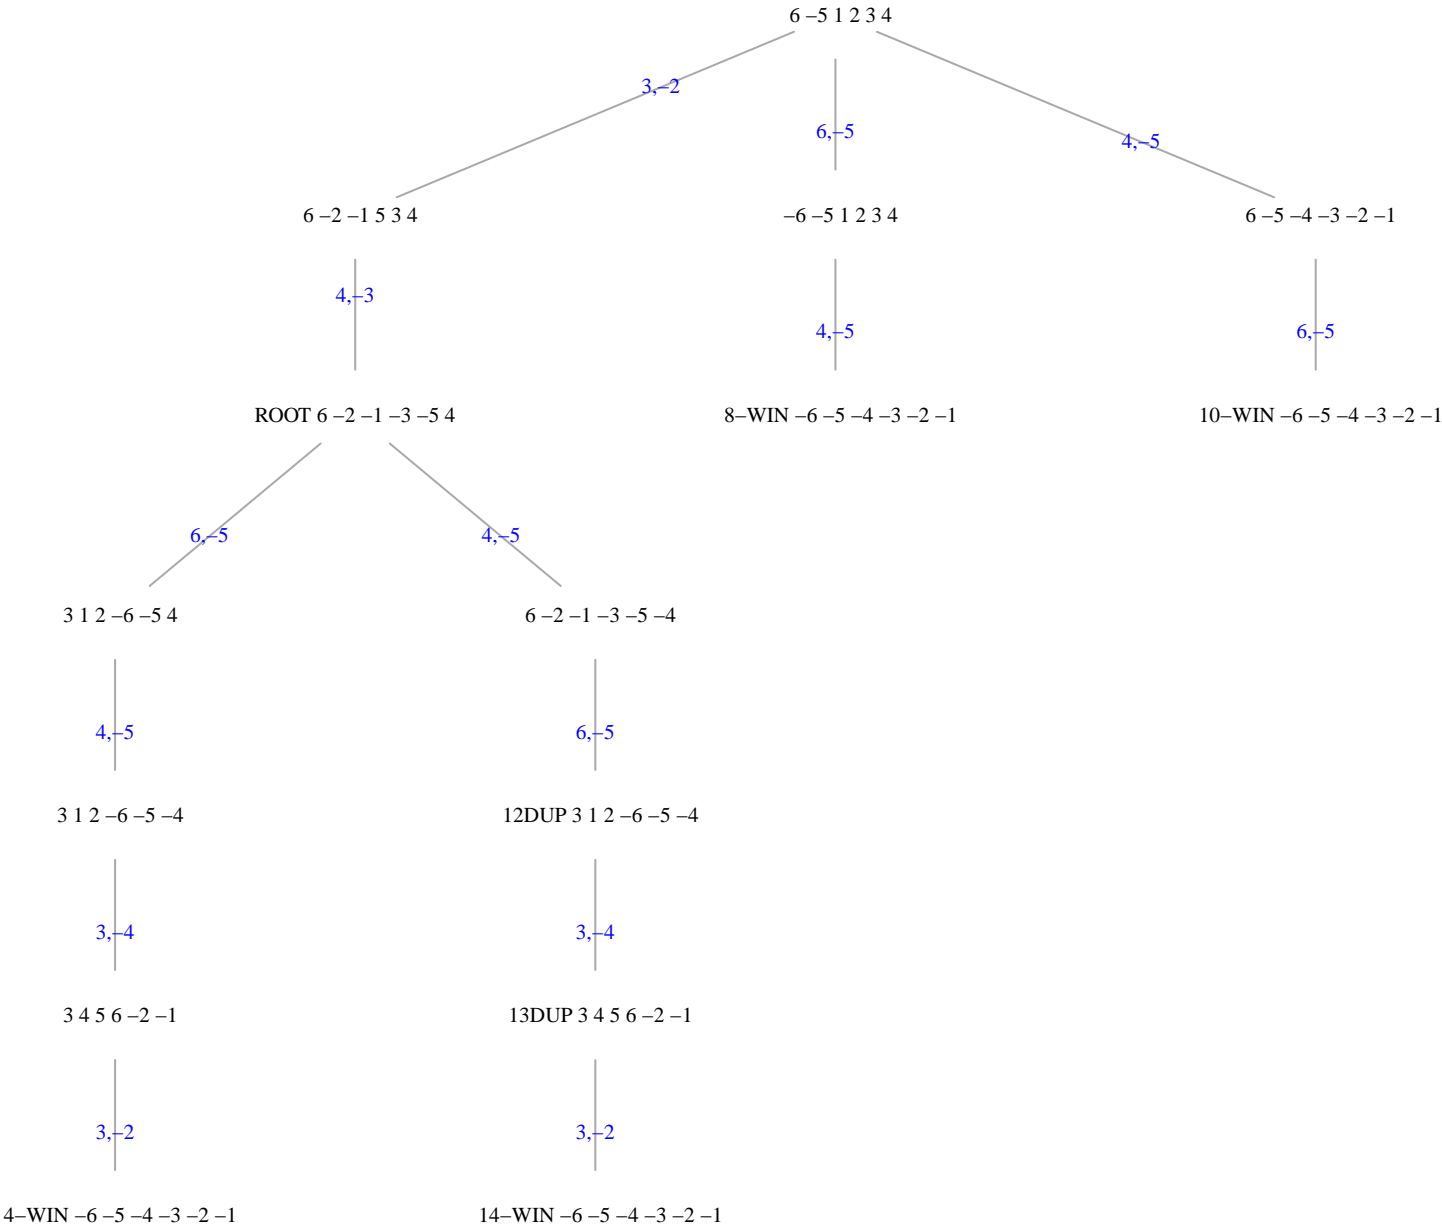 6 –5 1 2 3 4
3,–2
6,–5
4,–5
6 –2 –1 5 3 4
–6 –5 1 2 3 4
6 –5 –4 –3 –2 –1
4,–3
4,–5
6,–5
ROOT 6 –2 –1 –3 –5 4
8–WIN –6 –5 –4 –3 –2 –1
10–WIN –6 –5 –4 –3 –2 –1
6,–5
4,–5
3 1 2 –6 –5 4
6 –2 –1 –3 –5 –4
4,–5
6,–5
3 1 2 –6 –5 –4
12DUP 3 1 2 –6 –5 –4
3,–4
3,–4
3 4 5 6 –2 –1
13DUP 3 4 5 6 –2 –1
3,–2
3,–2
4–WIN –6 –5 –4 –3 –2 –1
14–WIN –6 –5 –4 –3 –2 –1